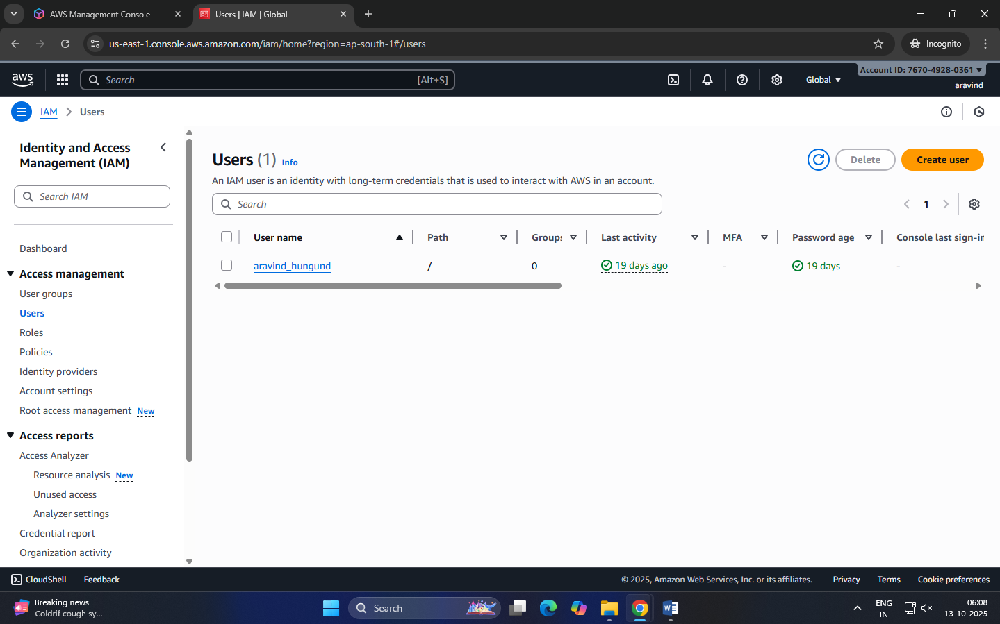 AWS Management Console
Users | IAM | Global
us-east-1.console.aws.amazon.com/iam/home?region=ap-south-1#/users
Incognito
aws
Search
[Alt+S]
Global
Account ID: 7670-4928-0361
aravind
IAM
Users
Identity and Access
Management (IAM)
Search IAM
Dashboard
Access management
User groups
Users
Roles
Policies
Identity providers
Account settings
Root access management New
Access reports
Access Analyzer
Resource analysis New
Unused access
Analyzer settings
Credential report
Organization activity
Users (1) Info
Delete
Create user
An IAM user is an identity with long-term credentials that is used to interact with AWS in an account.
Search
1
User name Path Groups Last activity MFA Password age Console last sign-in
aravind_hungund / 0 19 days ago - 19 days -
CloudShell Feedback
© 2025, Amazon Web Services, Inc. or its affiliates. Privacy Terms Cookie preferences
Breaking news
Coldrif cough sy...
Search
ENG
IN
06:08
13-10-2025